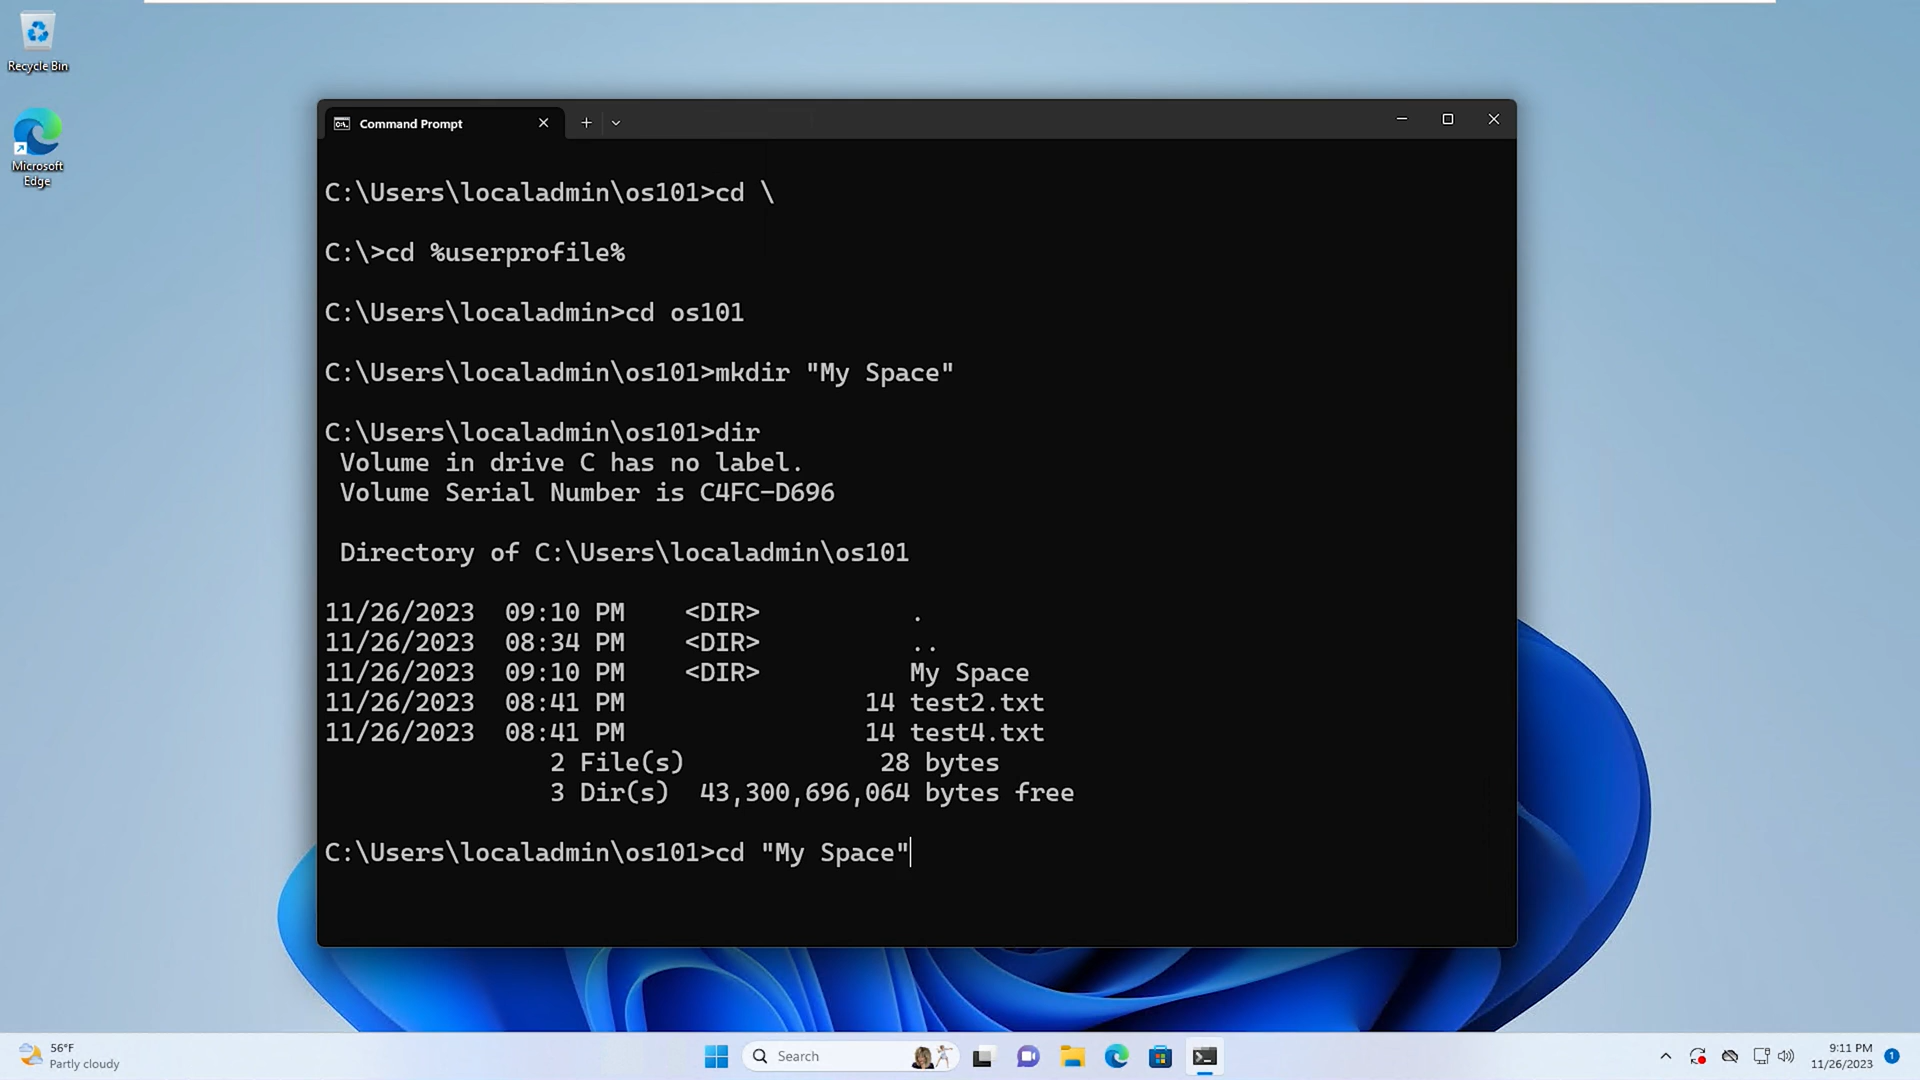 Recycle Bin
Microsoft
Edge
Command Prompt
C:\Users\localadmin\os101>cd \
C:\>cd %userprofile%
C:\Users\localadmin>cd os101
C:\Users\localadmin\os101>mkdir "My Space"
C:\Users\localadmin\os101>dir
Volume in drive C has no label.
Volume Serial Number is C4FC-D696
Directory of C:\Users\localadmin\os101
11/26/2023  09:10 PM    <DIR>          .
11/26/2023  08:34 PM    <DIR>          ..
11/26/2023  09:10 PM    <DIR>          My Space
11/26/2023  08:41 PM                14 test2.txt
11/26/2023  08:41 PM                14 test4.txt
2 File(s)             28 bytes
3 Dir(s)  43,300,696,064 bytes free
C:\Users\localadmin\os101>cd "My Space"
56°F
Partly cloudy
Search
9:11 PM
11/26/2023
1